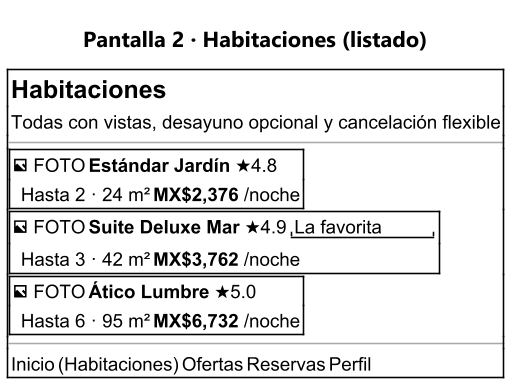 Pantalla 2 · Habitaciones (listado)
Habitaciones
Todas con vistas, desayuno opcional y cancelación flexible
FOTO Estándar Jardín ★4.8
Hasta 2 · 24 m² MX$2,376 /noche
FOTO Suite Deluxe Mar ★4.9 La favorita
Hasta 3 · 42 m² MX$3,762 /noche
FOTO Ático Lumbre ★5.0
Hasta 6 · 95 m² MX$6,732 /noche
Inicio (Habitaciones) Ofertas Reservas Perfil